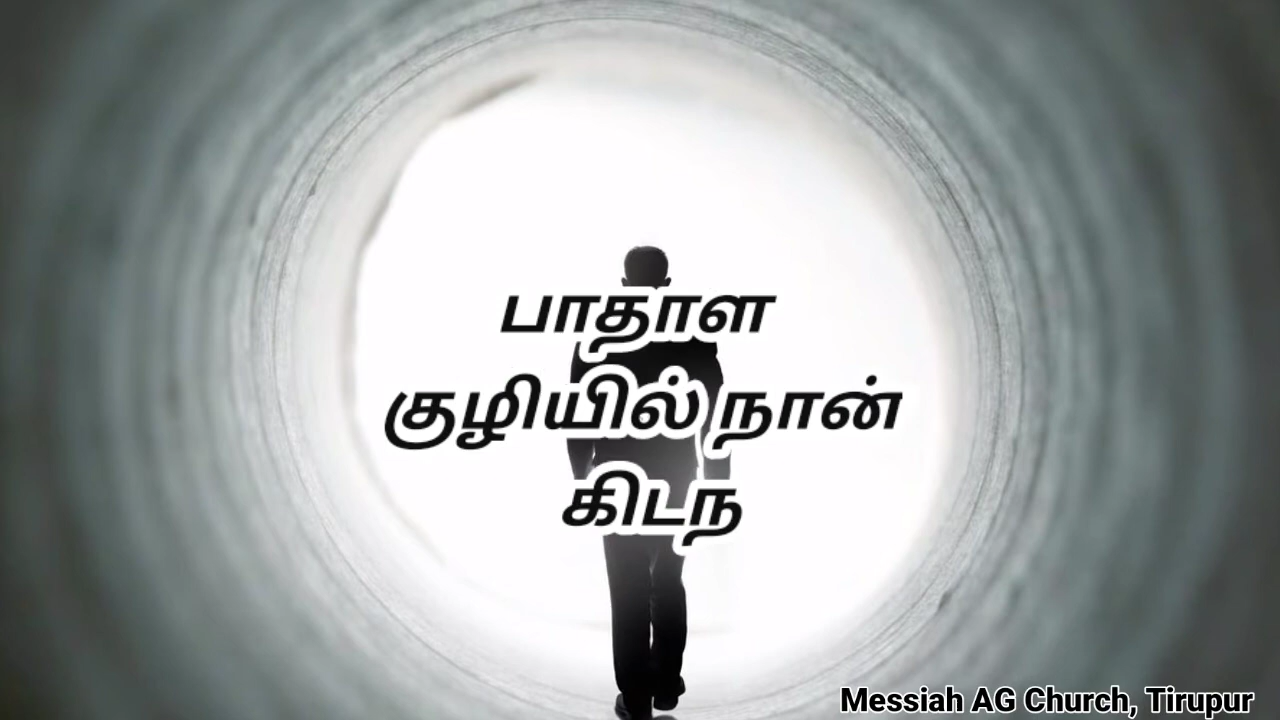 பாதாள
குழியில் நான்
கிடந
Messiah AG Church, Tirupur